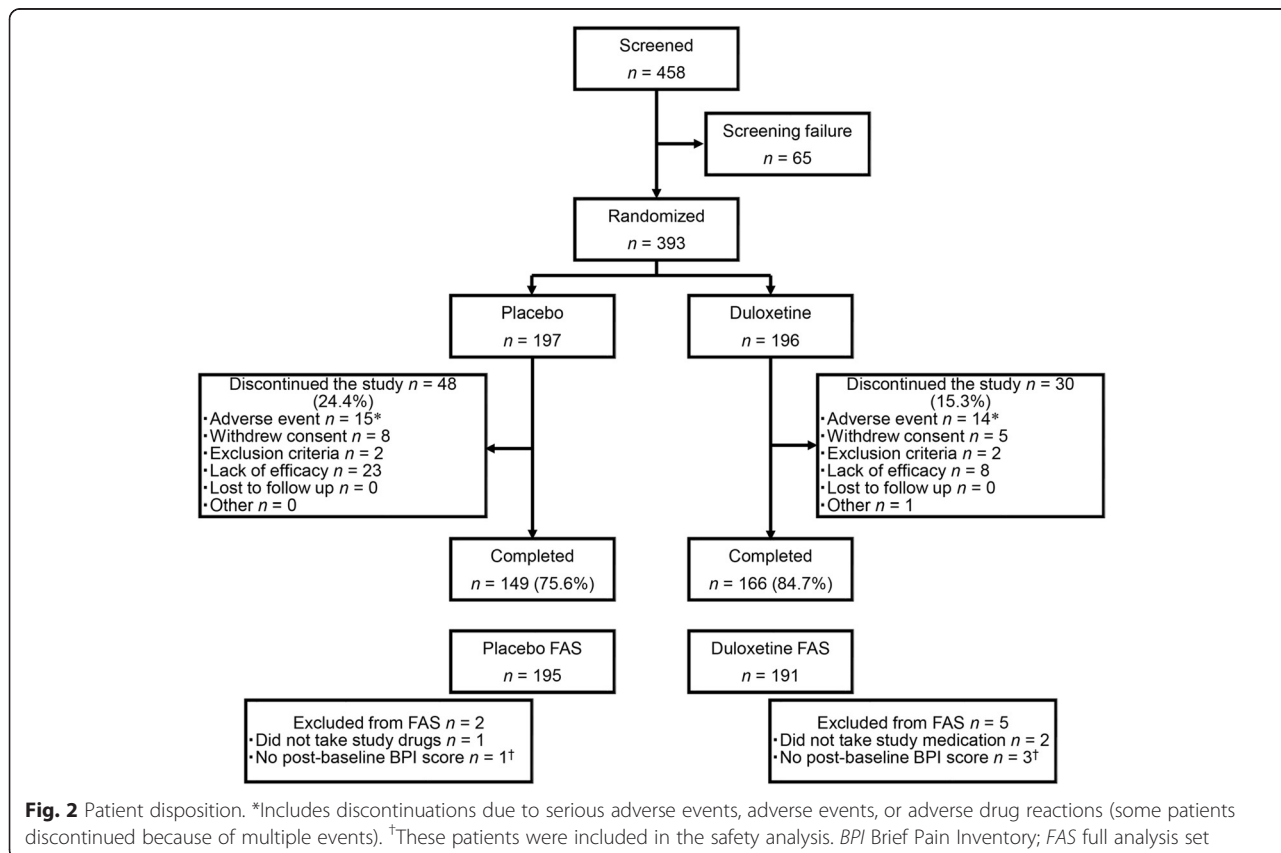 Screened
n = 458
Screening failure
n = 65
Randomized
n = 393
Placebo
n = 197
Duloxetine
n = 196
Discontinued the study n = 48
(24.4%)
・Adverse event n = 15*
・Withdrew consent n = 8
・Exclusion criteria n = 2
・Lack of efficacy n = 23
・Lost to follow up n = 0
・Other n = 0
Discontinued the study n = 30
(15.3%)
・Adverse event n = 14*
・Withdrew consent n = 5
・Exclusion criteria n = 2
・Lack of efficacy n = 8
・Lost to follow up n = 0
・Other n = 1
Completed
n = 149 (75.6%)
Completed
n = 166 (84.7%)
Placebo FAS
n = 195
Duloxetine FAS
n = 191
Excluded from FAS n = 2
・Did not take study drugs n = 1
・No post-baseline BPI score n = 1†
Excluded from FAS n = 5
・Did not take study medication n = 2
・No post-baseline BPI score n = 3†
Fig. 2 Patient disposition. *Includes discontinuations due to serious adverse events, adverse events, or adverse drug reactions (some patients
discontinued because of multiple events). †These patients were included in the safety analysis. BPI Brief Pain Inventory; FAS full analysis set